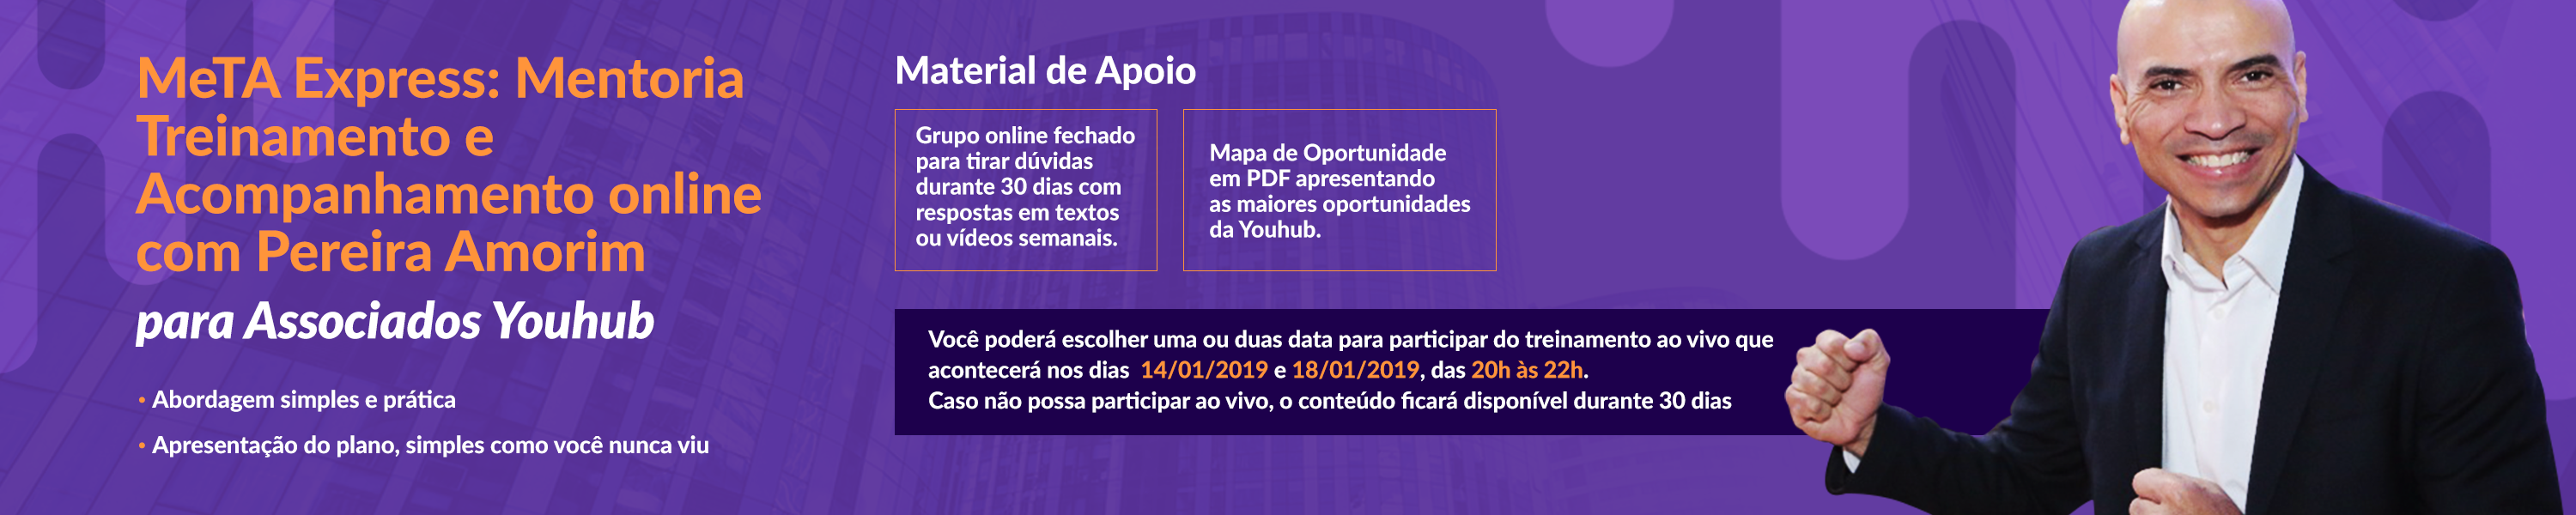 MeTA Express: Mentoria
Treinamento e
Acompanhamento online
com Pereira Amorim
para Associados Youhub
• Abordagem simples e prática
• Apresentação do plano, simples como você nunca viu
Material de Apoio
Grupo online fechado
para tirar dúvidas
durante 30 dias com
respostas em textos
ou vídeos semanais.
Mapa de Oportunidade
em PDF apresentando
as maiores oportunidades
da Youhub.
Você poderá escolher uma ou duas data para participar do treinamento ao vivo que
acontecerá nos dias 14/01/2019 e 18/01/2019, das 20h às 22h.
Caso não possa participar ao vivo, o conteúdo ficará disponível durante 30 dias